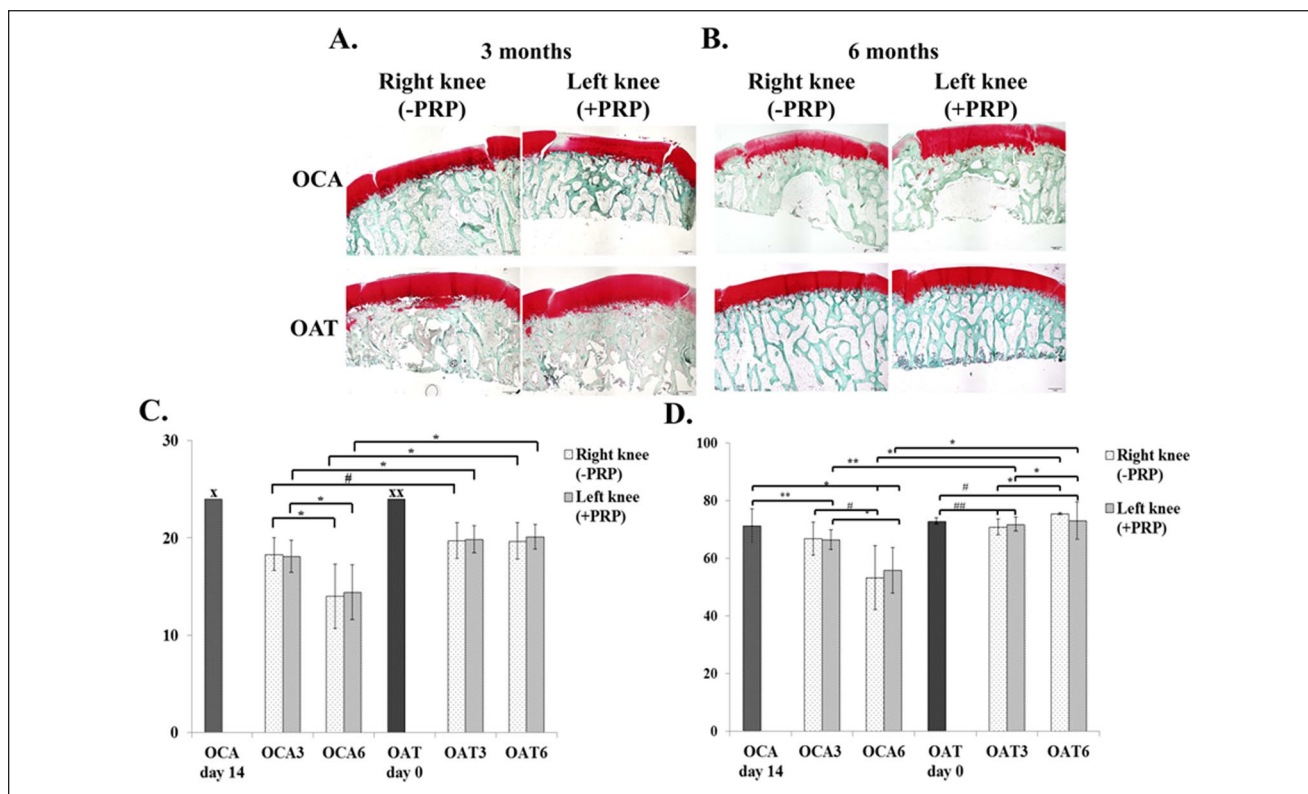 A.
B.
3 months
6 months
Right knee
(-PRP)
Left knee
(+PRP)
Right knee
(-PRP)
Left knee
(+PRP)
OCA
OAT
C.
30
20
10
0
x
xx
*
*
*
#
*
*
Right knee
(-PRP)
Left knee
(+PRP)
OCA
day 14
OCA3
OCA6
OAT
day 0
OAT3
OAT6
D.
100
80
60
40
20
0
*
*
**
*
*
#
*
**
#
##
*
Right knee
(-PRP)
Left knee
(+PRP)
OCA
day 14
OCA3
OCA6
OAT
day 0
OAT3
OAT6